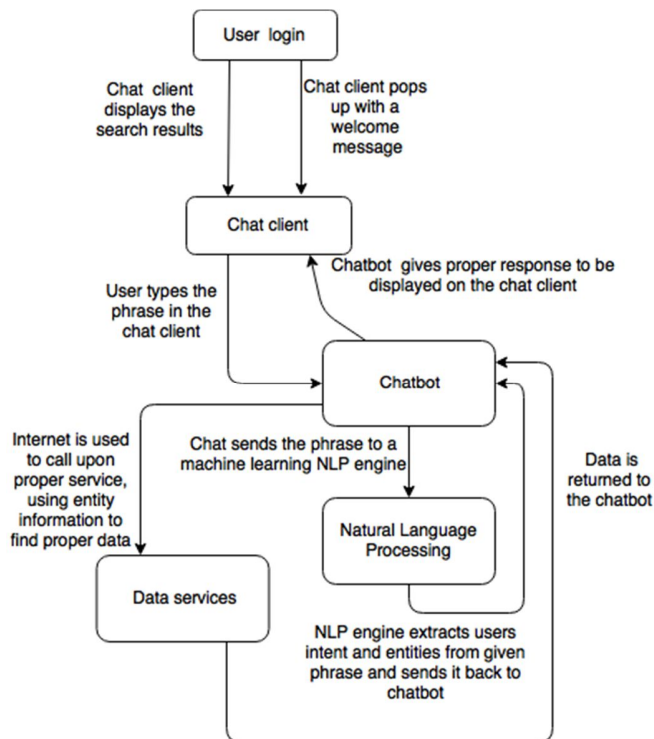 User login
Chat client
displays the
search results
Chat client pops
up with a
welcome
message
Chat client
Chatbot gives proper response to be
displayed on the chat client
User types the
phrase in the
chat client
Chatbot
Internet is used
to call upon
proper service,
using entity
information to
find proper data
Chat sends the phrase to a
machine learning NLP engine
Data is
returned to
the chatbot
Natural Language
Processing
Data services
NLP engine extracts users
intent and entities from given
phrase and sends it back to
chatbot